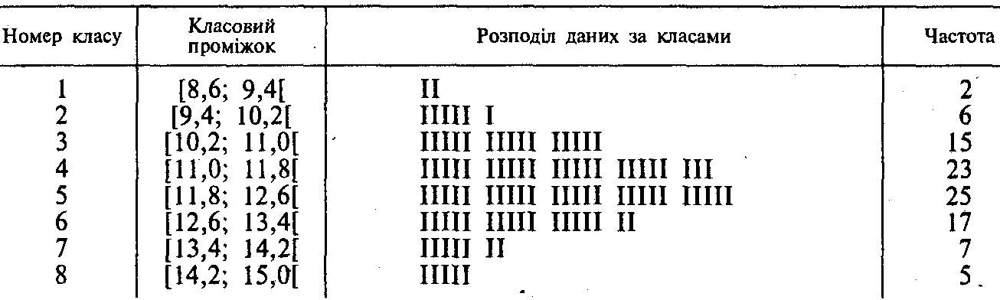 Номер класу Класовий проміжок Розподіл даних за класами Частота
1 [8,6; 9,4[ II 2
2 [9,4; 10,2[ IIIII I 6
3 [10,2; 11,0[ IIIII IIIII IIIII 15
4 [11,0; 11,8[ IIIII IIIII IIIII IIIII III 23
5 [11,8; 12,6[ IIIII IIIII IIIII IIIII IIIII 25
6 [12,6; 13,4[ IIIII IIIII IIIII II 17
7 [13,4; 14,2[ IIIII II 7
8 [14,2; 15,0[ IIIII 5